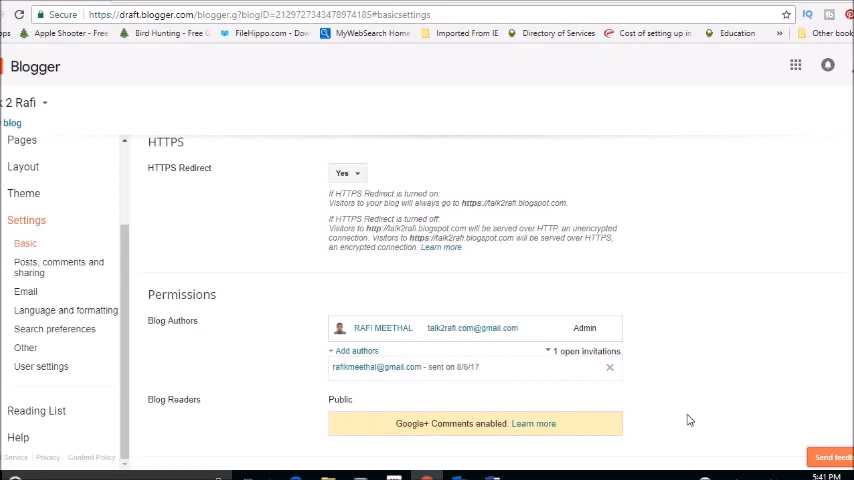 Secure https://draft.blogger.com/blogger.g?blogID=2129727343478974185#basicsettings
Apple Shooter - Free Bird Hunting - Free G FileHippo.com - Dow MyWebSearch Home Imported From IE Directory of Services Cost of setting up in Education » Other book
Blogger
k 2 Rafi
blog
Pages
Layout
Theme
Settings
Basic
Posts, comments and
sharing
Email
Language and formatting
Search preferences
Other
User settings
Reading List
Help
Service Privacy Content Policy
HTTPS
HTTPS Redirect
Yes
If HTTPS Redirect is turned on:
Visitors to your blog will always go to https://talk2rafi.blogspot.com.
If HTTPS Redirect is turned off:
Visitors to http://talk2rafi.blogspot.com will be served over HTTP, an unencrypted
connection. Visitors to https://talk2rafi.blogspot.com will be served over HTTPS,
an encrypted connection. Learn more.
Permissions
Blog Authors
RAFI MEETHAL talk2rafi.com@gmail.com Admin
+ Add authors 1 open invitations
rafikmeethal@gmail.com - sent on 8/6/17
Blog Readers
Public
Google+ Comments enabled. Learn more
Send feedb
5:41 PM